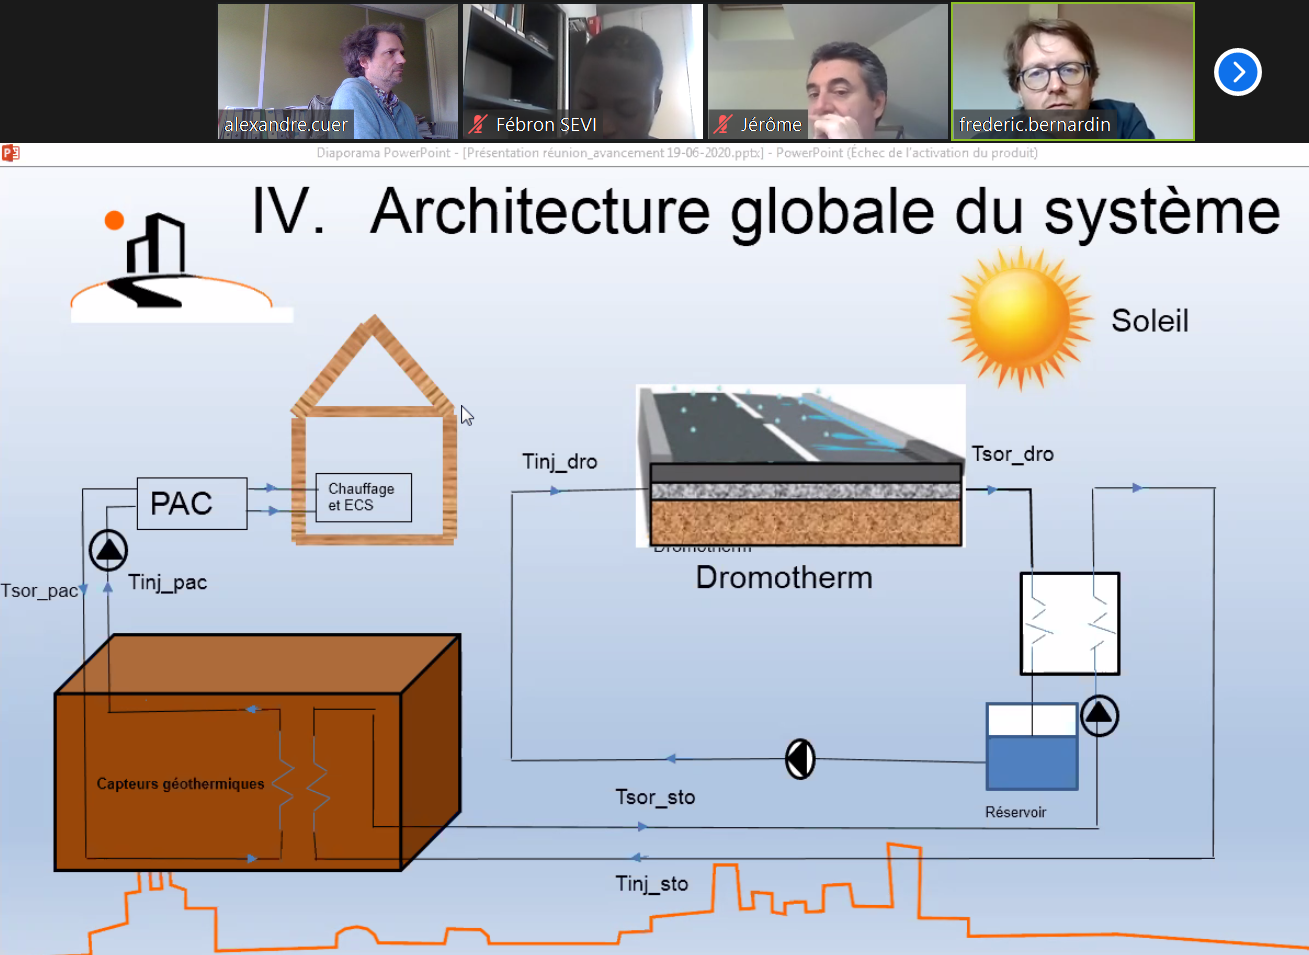 alexandre.cuer
Fébron SEVI
Jérôme
frederic.bernardin
Diaporama PowerPoint - [Présentation réunion_avancement 19-06-2020.pptx] - PowerPoint (Échec de l'activation du produit)
IV. Architecture globale du système
Soleil
Tinj_dro
Tsor_dro
PAC
Chauffage
et ECS
Dromotherm
Dromotherm
Tsor_pac
Tinj_pac
Capteurs géothermiques
Tsor_sto
Réservoir
Tinj_sto